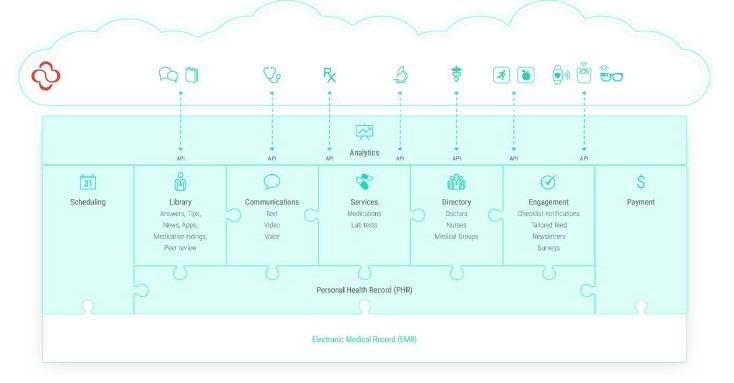 Rx
API API API API API API API
Analytics
31
$
Scheduling
Library
Answers, Tips,
News, Apps,
Medication ratings,
Peer review
Communications
Text
Video
Voice
Services
Medications
Lab tests
Directory
Doctors
Nurses
Medical Groups
Engagement
Checklist notifications
Tailored feed
Newsletters
Surveys
Payment
Personal Health Record (PHR)
Electronic Medical Record (EMR)